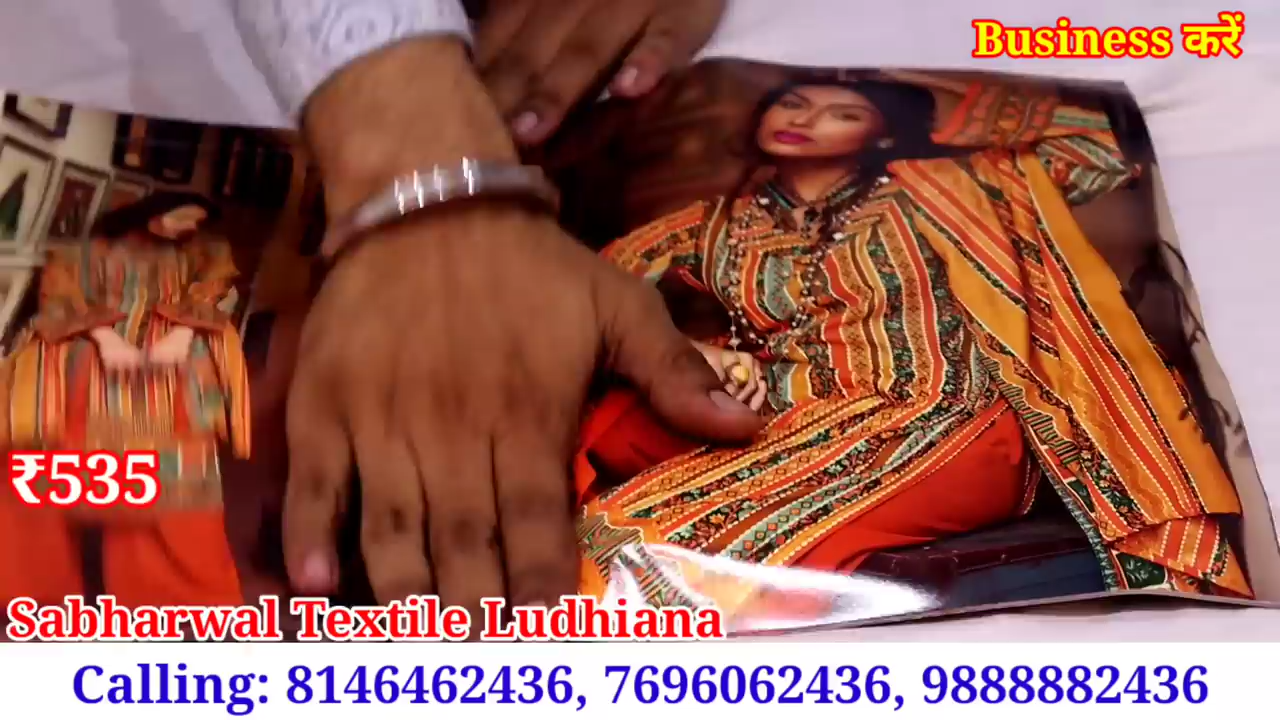 Business करें
₹535
Sabharwal Textile Ludhiana
Calling: 8146462436, 7696062436, 9888882436